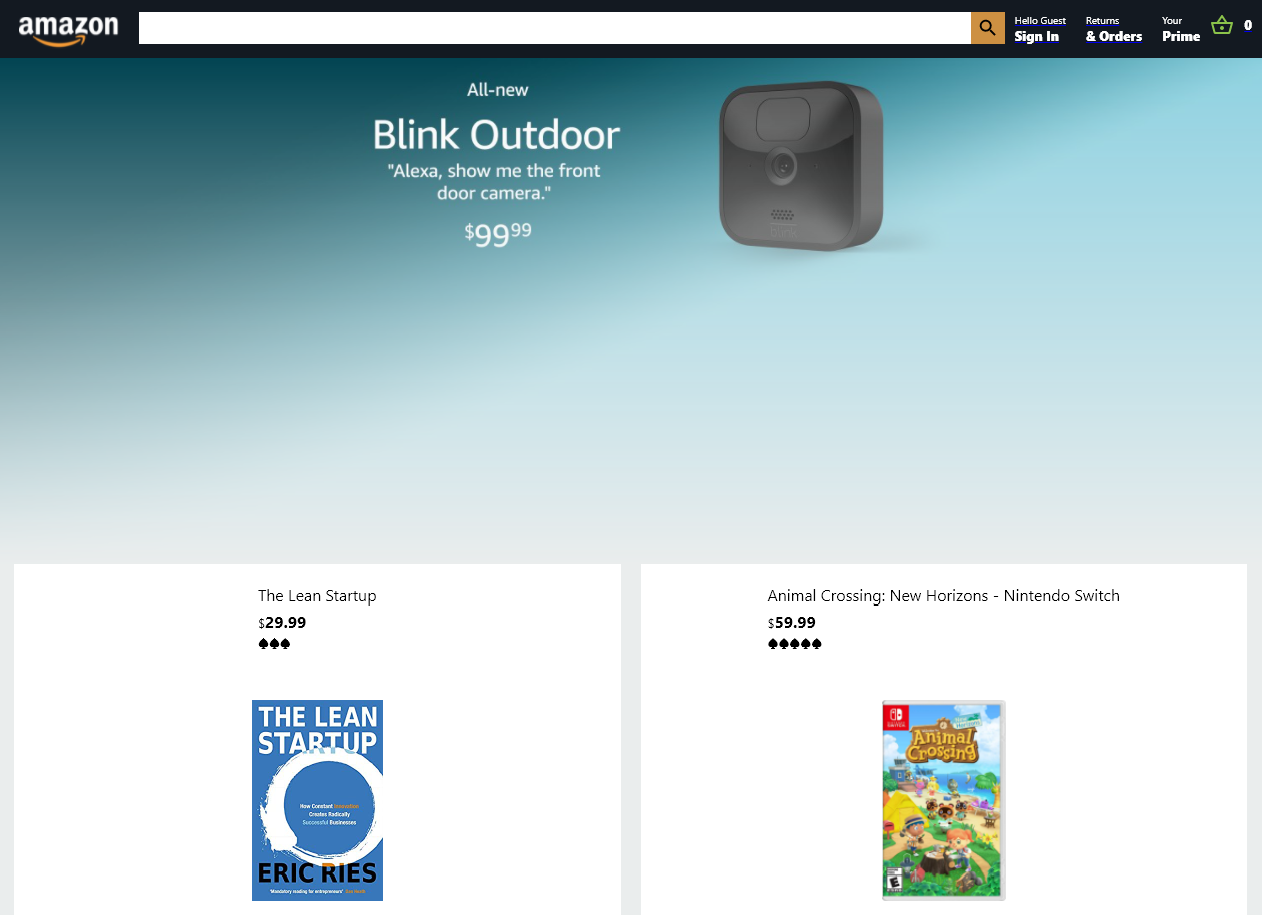 amazon
Hello Guest
Sign In
Returns
& Orders
Your
Prime
0
All-new
Blink Outdoor
"Alexa, show me the front
door camera."
$99.99
The Lean Startup
$29.99
♠♠♠
THE LEAN
STARTUP
How Constant Innovation
Creates Radically
Successful Businesses
ERIC RIES
'Mandatory reading for entrepreneurs'
Animal Crossing: New Horizons - Nintendo Switch
$59.99
♠♠♠♠♠
New Horizons
Animal
Crossing
E